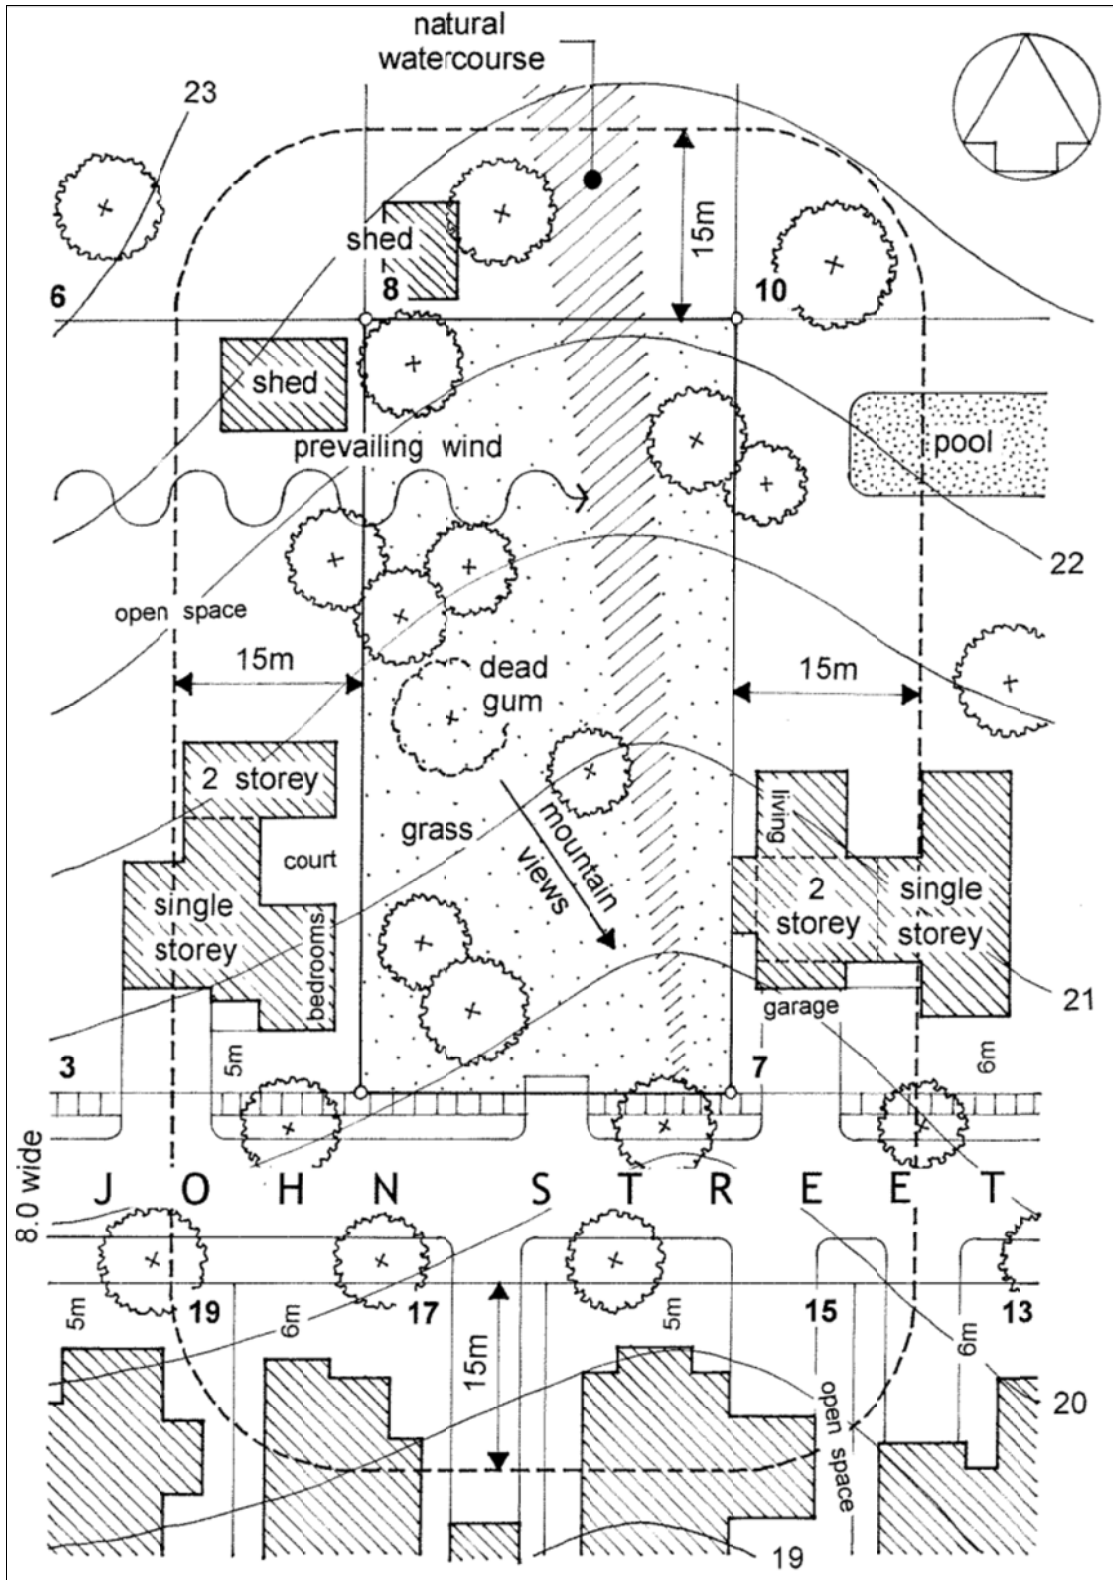 natural
watercourse
23
15m
shed
6
8
10
shed
prevailing wind
pool
22
open space
15m
dead
gum
15m
2 storey
grass
mountain
views
living
court
single
storey
2
storey
single
storey
bedrooms
garage
21
5m
6m
3
7
8.0 wide
JOHN STREET
5m
19
6m
17
15m
5m
15
6m
13
open space
20
19